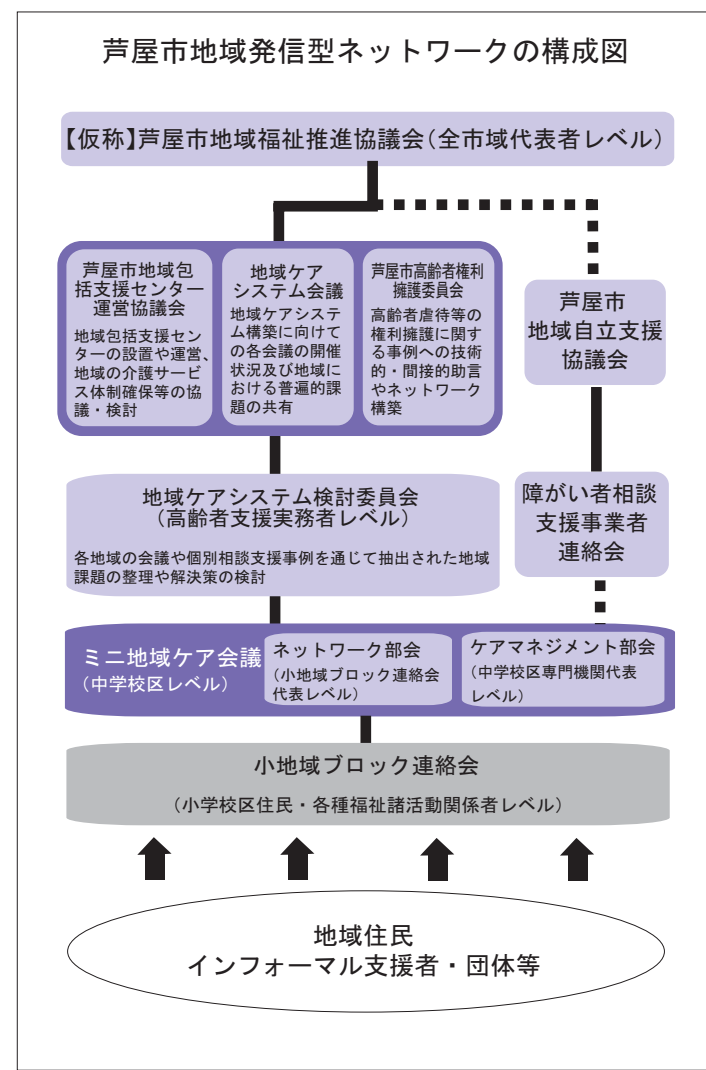 芦屋市地域発信型ネットワークの構成図
【仮称】芦屋市地域福祉推進協議会(全市域代表者レベル)
芦屋市地域包
括支援センター
運営協議会
地域包括支援セン
ターの設置や運営、
地域の介護サービ
ス体制確保等の協
議・検討
地域ケア
システム会議
地域ケアシステ
ム構築に向けて
の各会議の開催
状況及び地域に
おける普遍的課
題の共有
芦屋市高齢者権利
擁護委員会
高齢者虐待等の
権利擁護に関す
る事例への技術
的・間接的助言
やネットワーク
構築
芦屋市
地域自立支援
協議会
地域ケアシステム検討委員会
(高齢者支援実務者レベル)
各地域の会議や個別相談支援事例を通じて抽出された地域
課題の整理や解決策の検討
障がい者相談
支援事業者
連絡会
ミニ地域ケア会議
(中学校区レベル)
ネットワーク部会
(小地域ブロック連絡会
代表レベル)
ケアマネジメント部会
(中学校区専門機関代表
レベル)
小地域ブロック連絡会
(小学校区住民・各種福祉諸活動関係者レベル)
地域住民
インフォーマル支援者・団体等